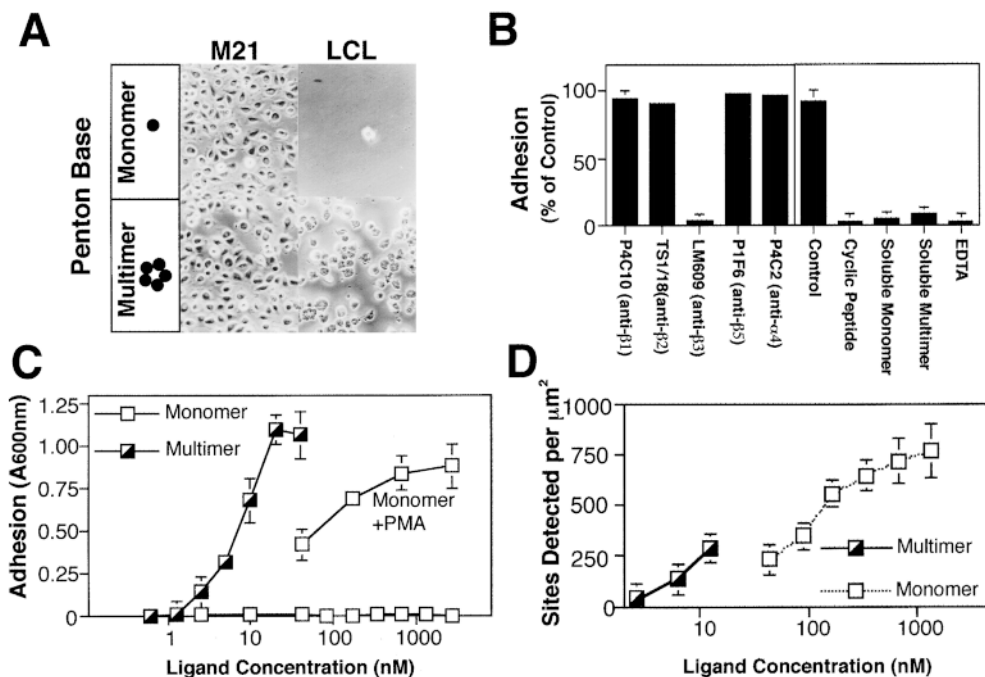 A
M21 LCL
Penton Base
Monomer
Multimer
B
Adhesion
(% of Control)
100
50
0
P4C10 (anti-β1)
TS1/18(anti-β2)
LM609 (anti-β3)
P1F6 (anti-β5)
P4C2 (anti-α4)
Control
Cyclic Peptide
Soluble Monomer
Soluble Multimer
EDTA
C
Adhesion (A600nm)
1.25
1.00
0.75
0.50
0.25
0
Monomer
Multimer
Monomer
+PMA
1 10 100 1000
Ligand Concentration (nM)
D
Sites Detected per μm2
1000
750
500
250
0
Multimer
Monomer
10 100 1000
Ligand Concentration (nM)